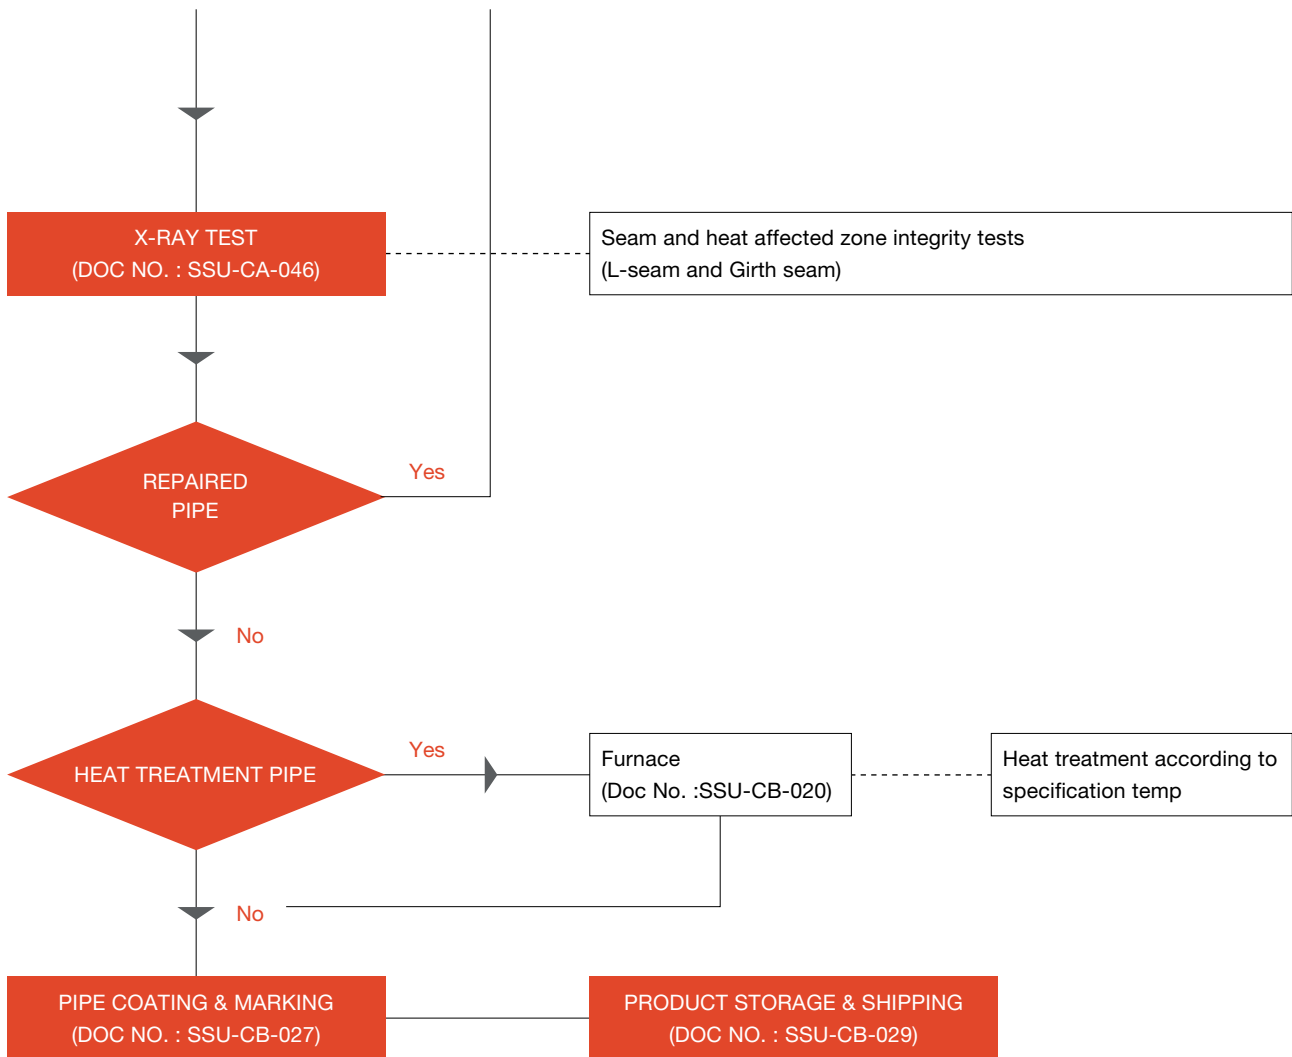 X-RAY TEST
(DOC NO. : SSU-CA-046)
Seam and heat affected zone integrity tests
(L-seam and Girth seam)
REPAIRED
PIPE
Yes
No
HEAT TREATMENT PIPE
Yes
Furnace
(Doc No. :SSU-CB-020)
Heat treatment according to
specification temp
No
PIPE COATING & MARKING
(DOC NO. : SSU-CB-027)
PRODUCT STORAGE & SHIPPING
(DOC NO. : SSU-CB-029)